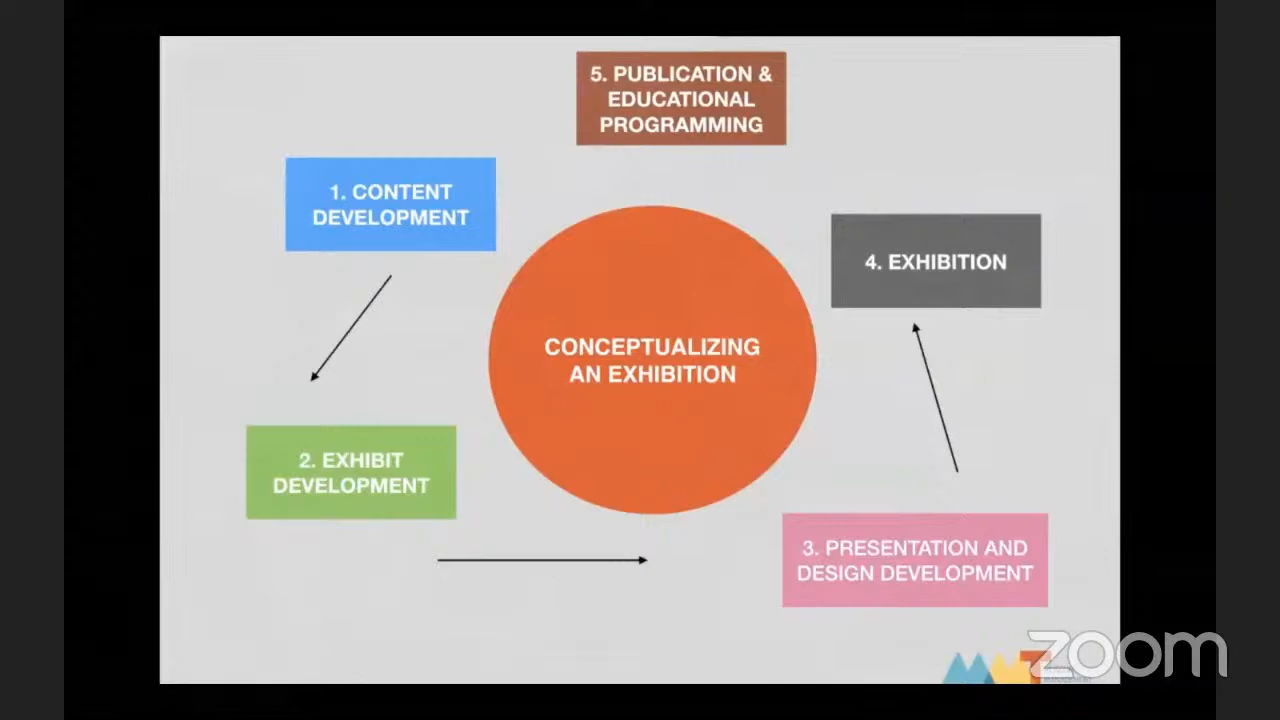 5. PUBLICATION &
EDUCATIONAL
PROGRAMMING
1. CONTENT
DEVELOPMENT
4. EXHIBITION
CONCEPTUALIZING
AN EXHIBITION
2. EXHIBIT
DEVELOPMENT
3. PRESENTATION AND
DESIGN DEVELOPMENT
zoom